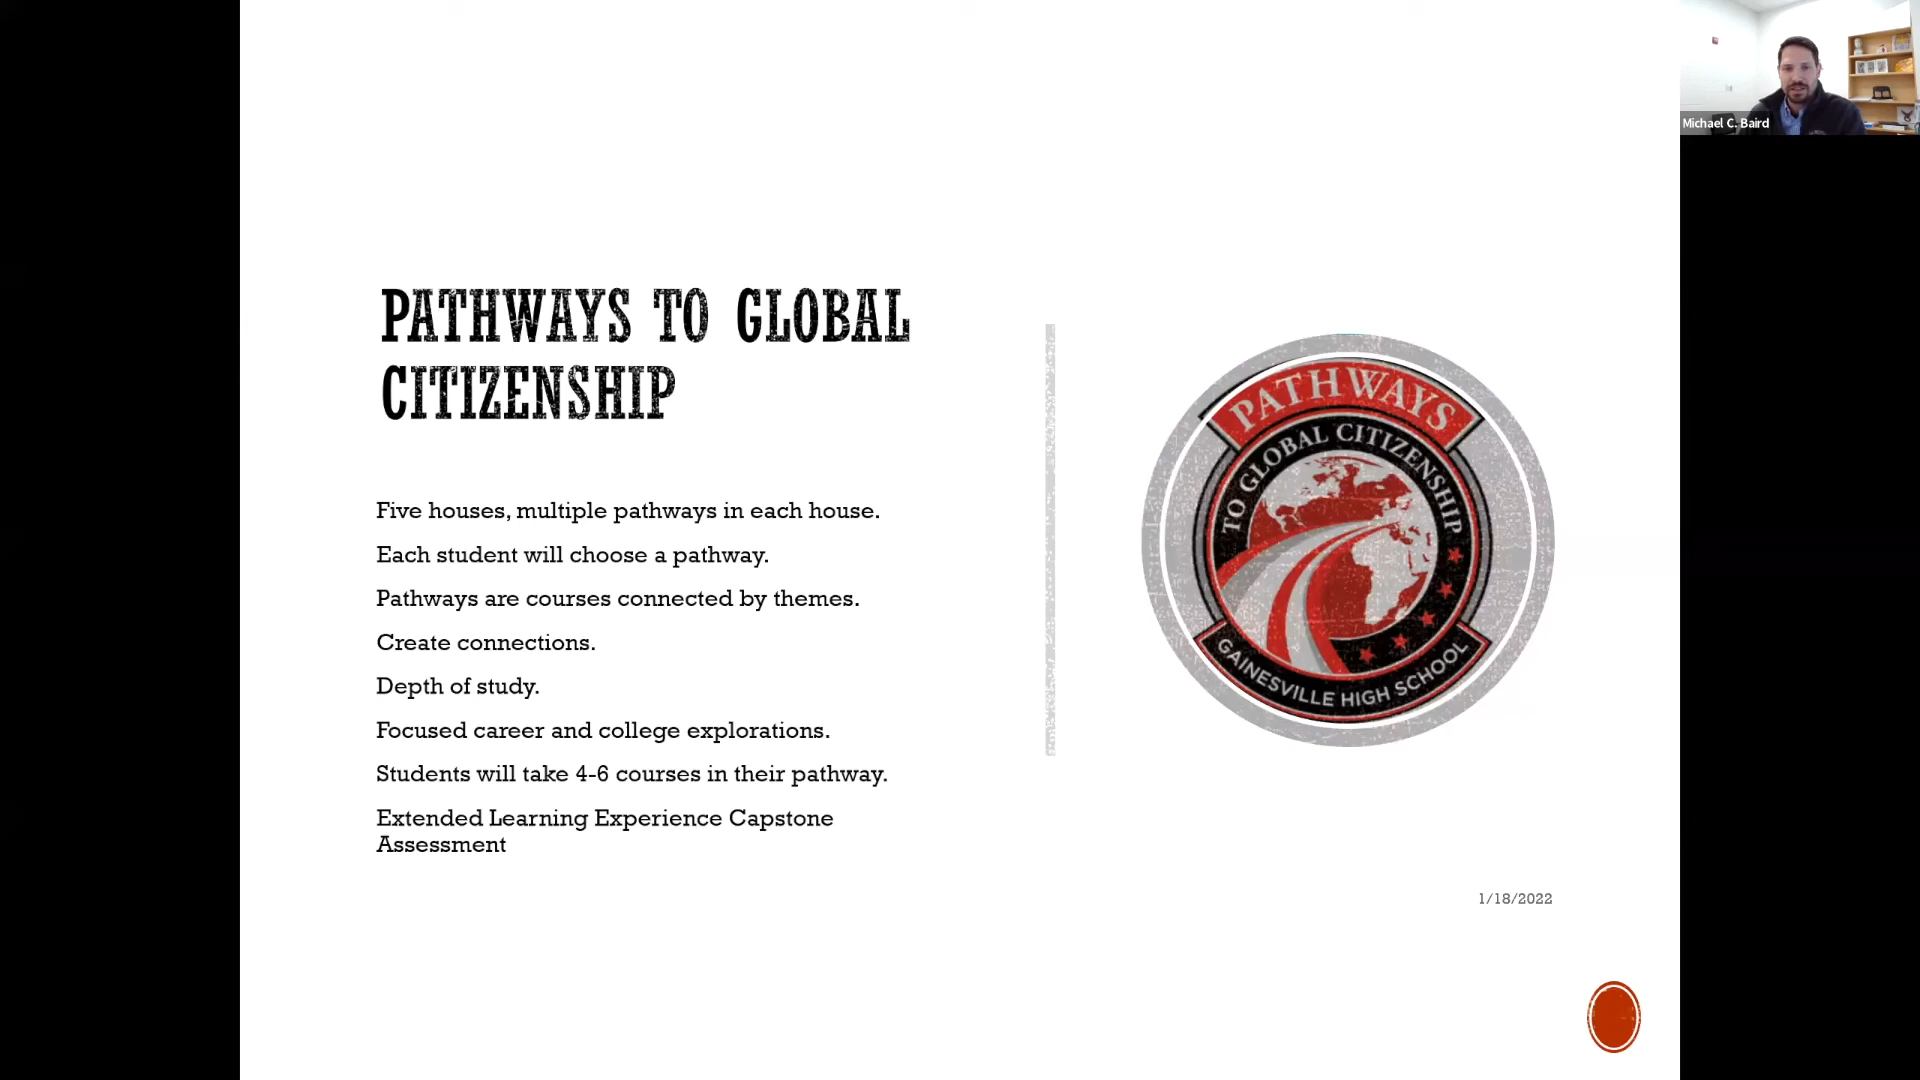 Michael C. Baird
PATHWAYS TO GLOBAL
CITIZENSHIP
Five houses, multiple pathways in each house.
Each student will choose a pathway.
Pathways are courses connected by themes.
Create connections.
Depth of study.
Focused career and college explorations.
Students will take 4-6 courses in their pathway.
Extended Learning Experience Capstone
Assessment
PATHWAYS
TO GLOBAL CITIZENSHIP
GAINESVILLE HIGH SCHOOL
1/18/2022